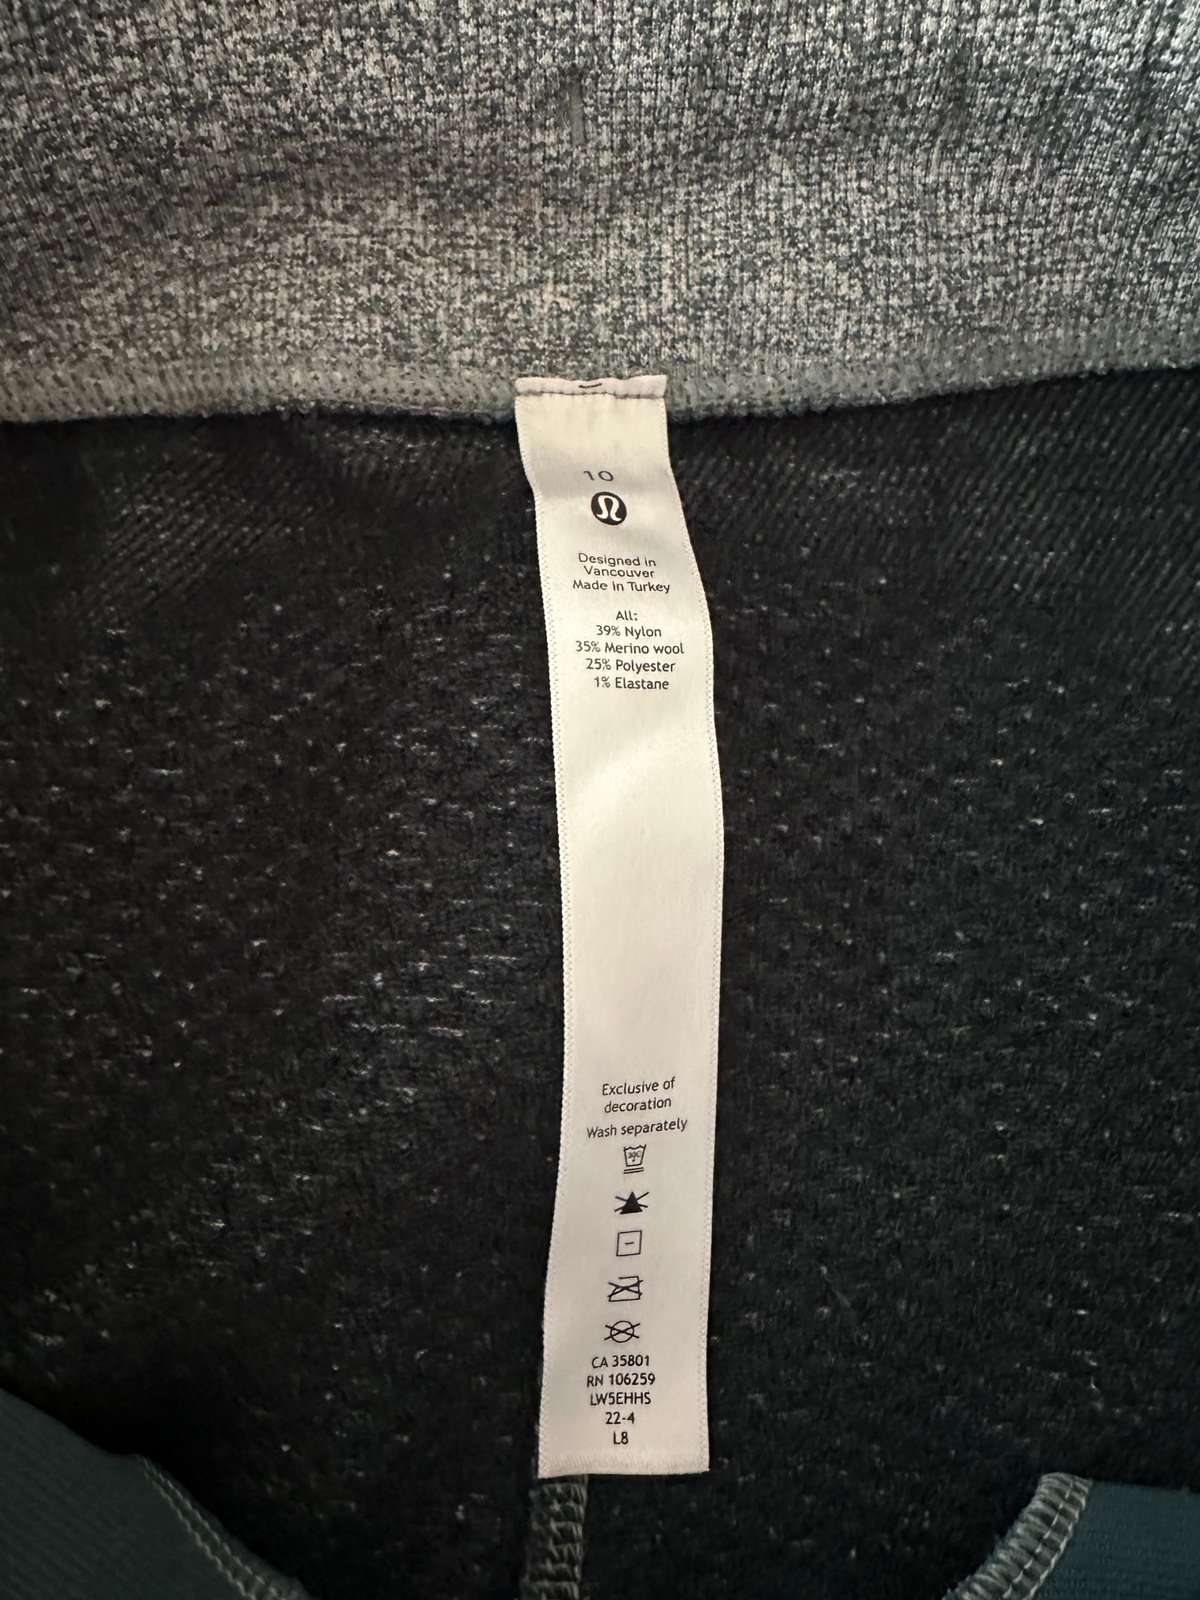 10
Designed in
Vancouver
Made in Turkey
All:
39% Nylon
35% Merino wool
25% Polyester
1% Elastane
Exclusive of
decoration
Wash separately
30C
CA 35801
RN 106259
LW5EHHS
22-4
L8